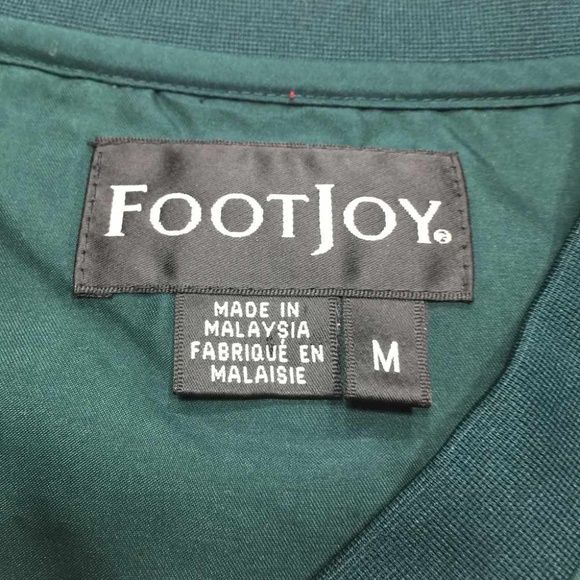 FOOTJOY®
MADE IN
MALAYSIA
FABRIQUÉ EN
MALAISIE
M